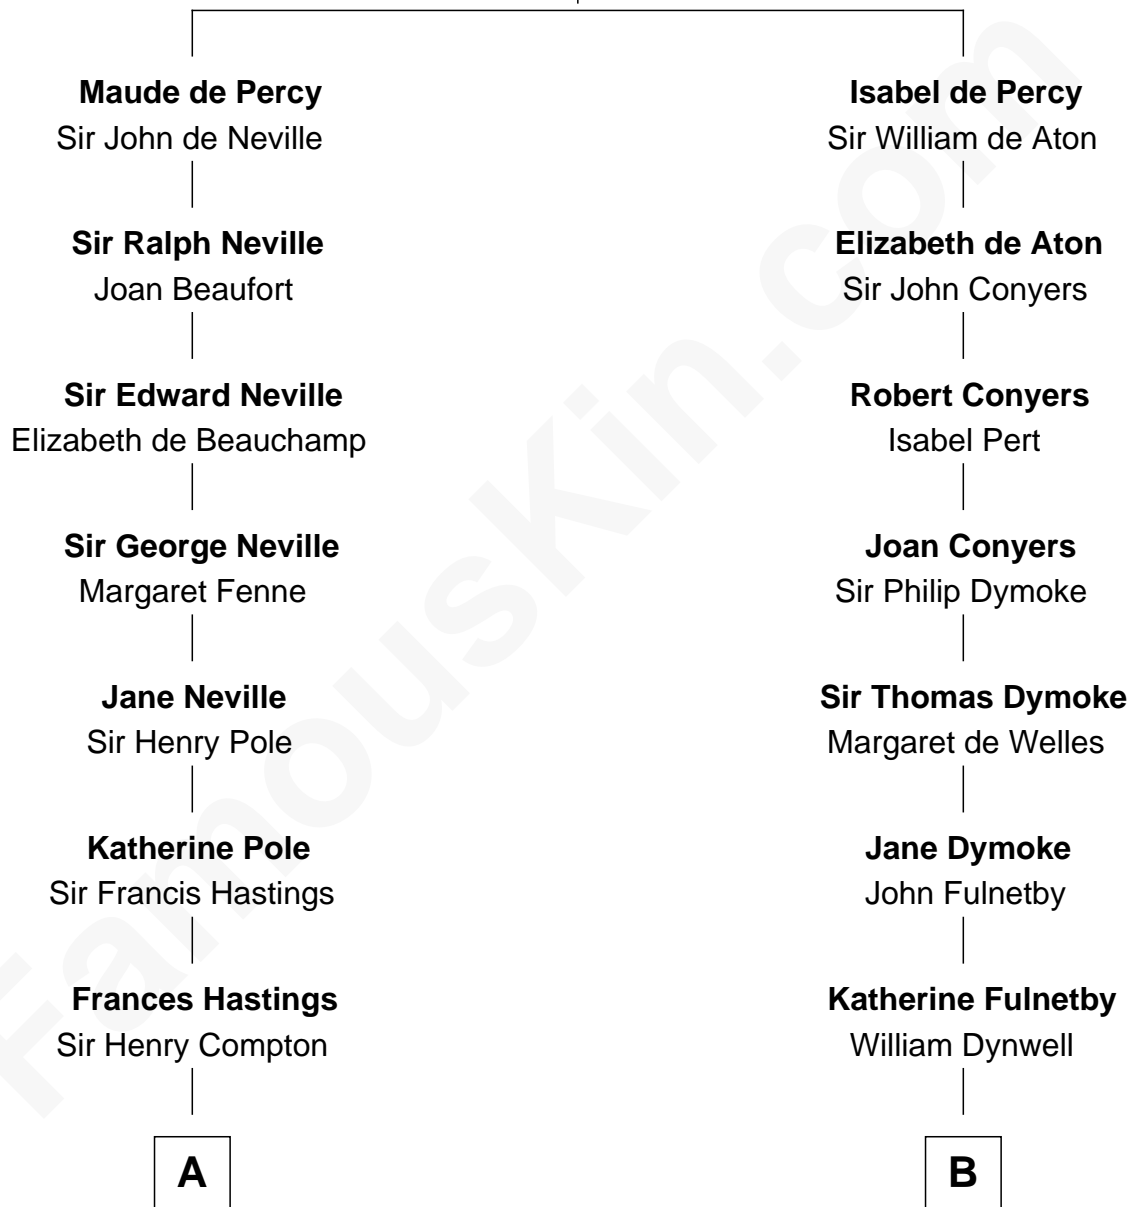 Maude de Percy
Sir John de Neville
Sir Ralph Neville
Joan Beaufort
Sir Edward Neville
Elizabeth de Beauchamp
Sir George Neville
Margaret Fenne
Jane Neville
Sir Henry Pole
Katherine Pole
Sir Francis Hastings
Frances Hastings
Sir Henry Compton
A
Isabel de Percy
Sir William de Aton
Elizabeth de Aton
Sir John Conyers
Robert Conyers
Isabel Pert
Joan Conyers
Sir Philip Dymoke
Sir Thomas Dymoke
Margaret de Welles
Jane Dymoke
John Fulnetby
Katherine Fulnetby
William Dynwell
B
FamousKin.com